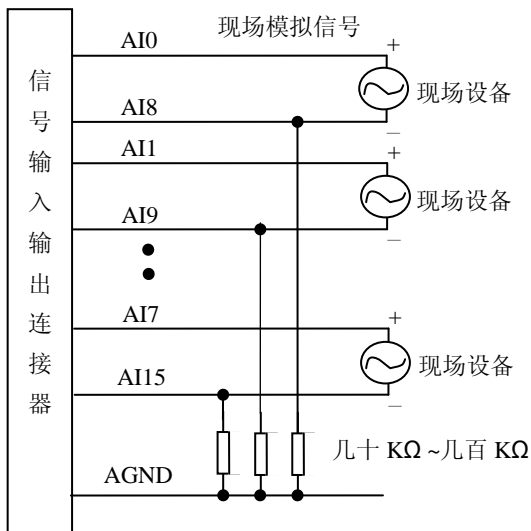 现场模拟信号
信号输入输出连接器
AI0
+
现场设备
AI8
−
AI1
+
现场设备
AI9
−
AI7
+
现场设备
AI15
−
几十 KΩ ~几百 KΩ
AGND